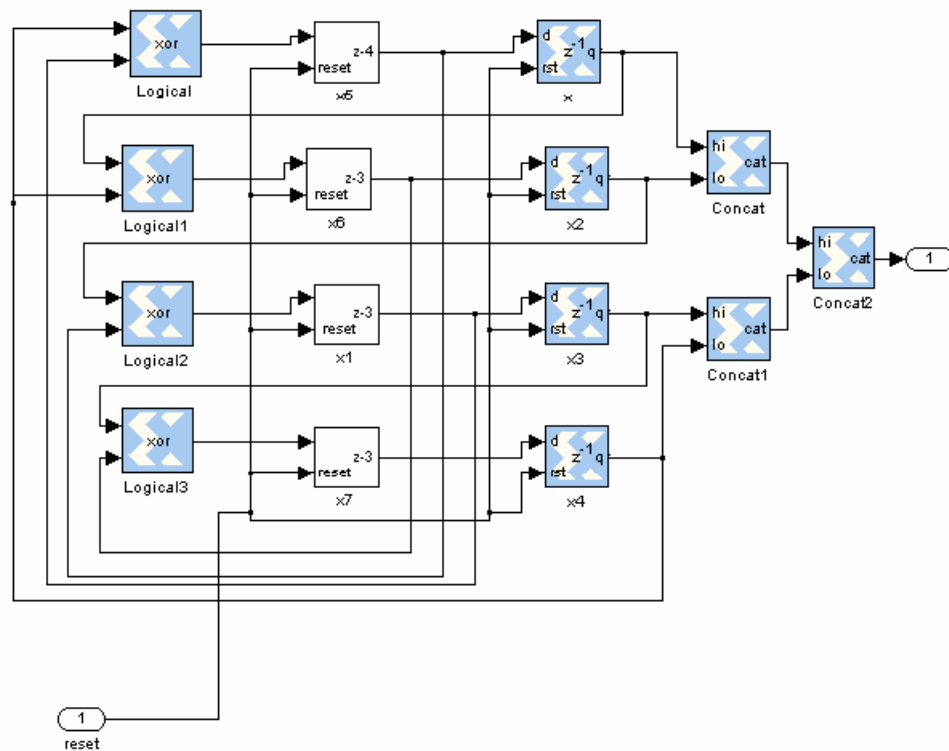 xor
Logical
z-4
reset
x5
d
z-1 q
rst
x
xor
Logical1
z-3
reset
x6
d
z-1 q
rst
x2
hi
cat
lo
Concat
hi
cat
lo
Concat2
1
xor
Logical2
z-3
reset
x1
d
z-1 q
rst
x3
hi
cat
lo
Concat1
xor
Logical3
z-3
reset
x7
d
z-1 q
rst
x4
1
reset